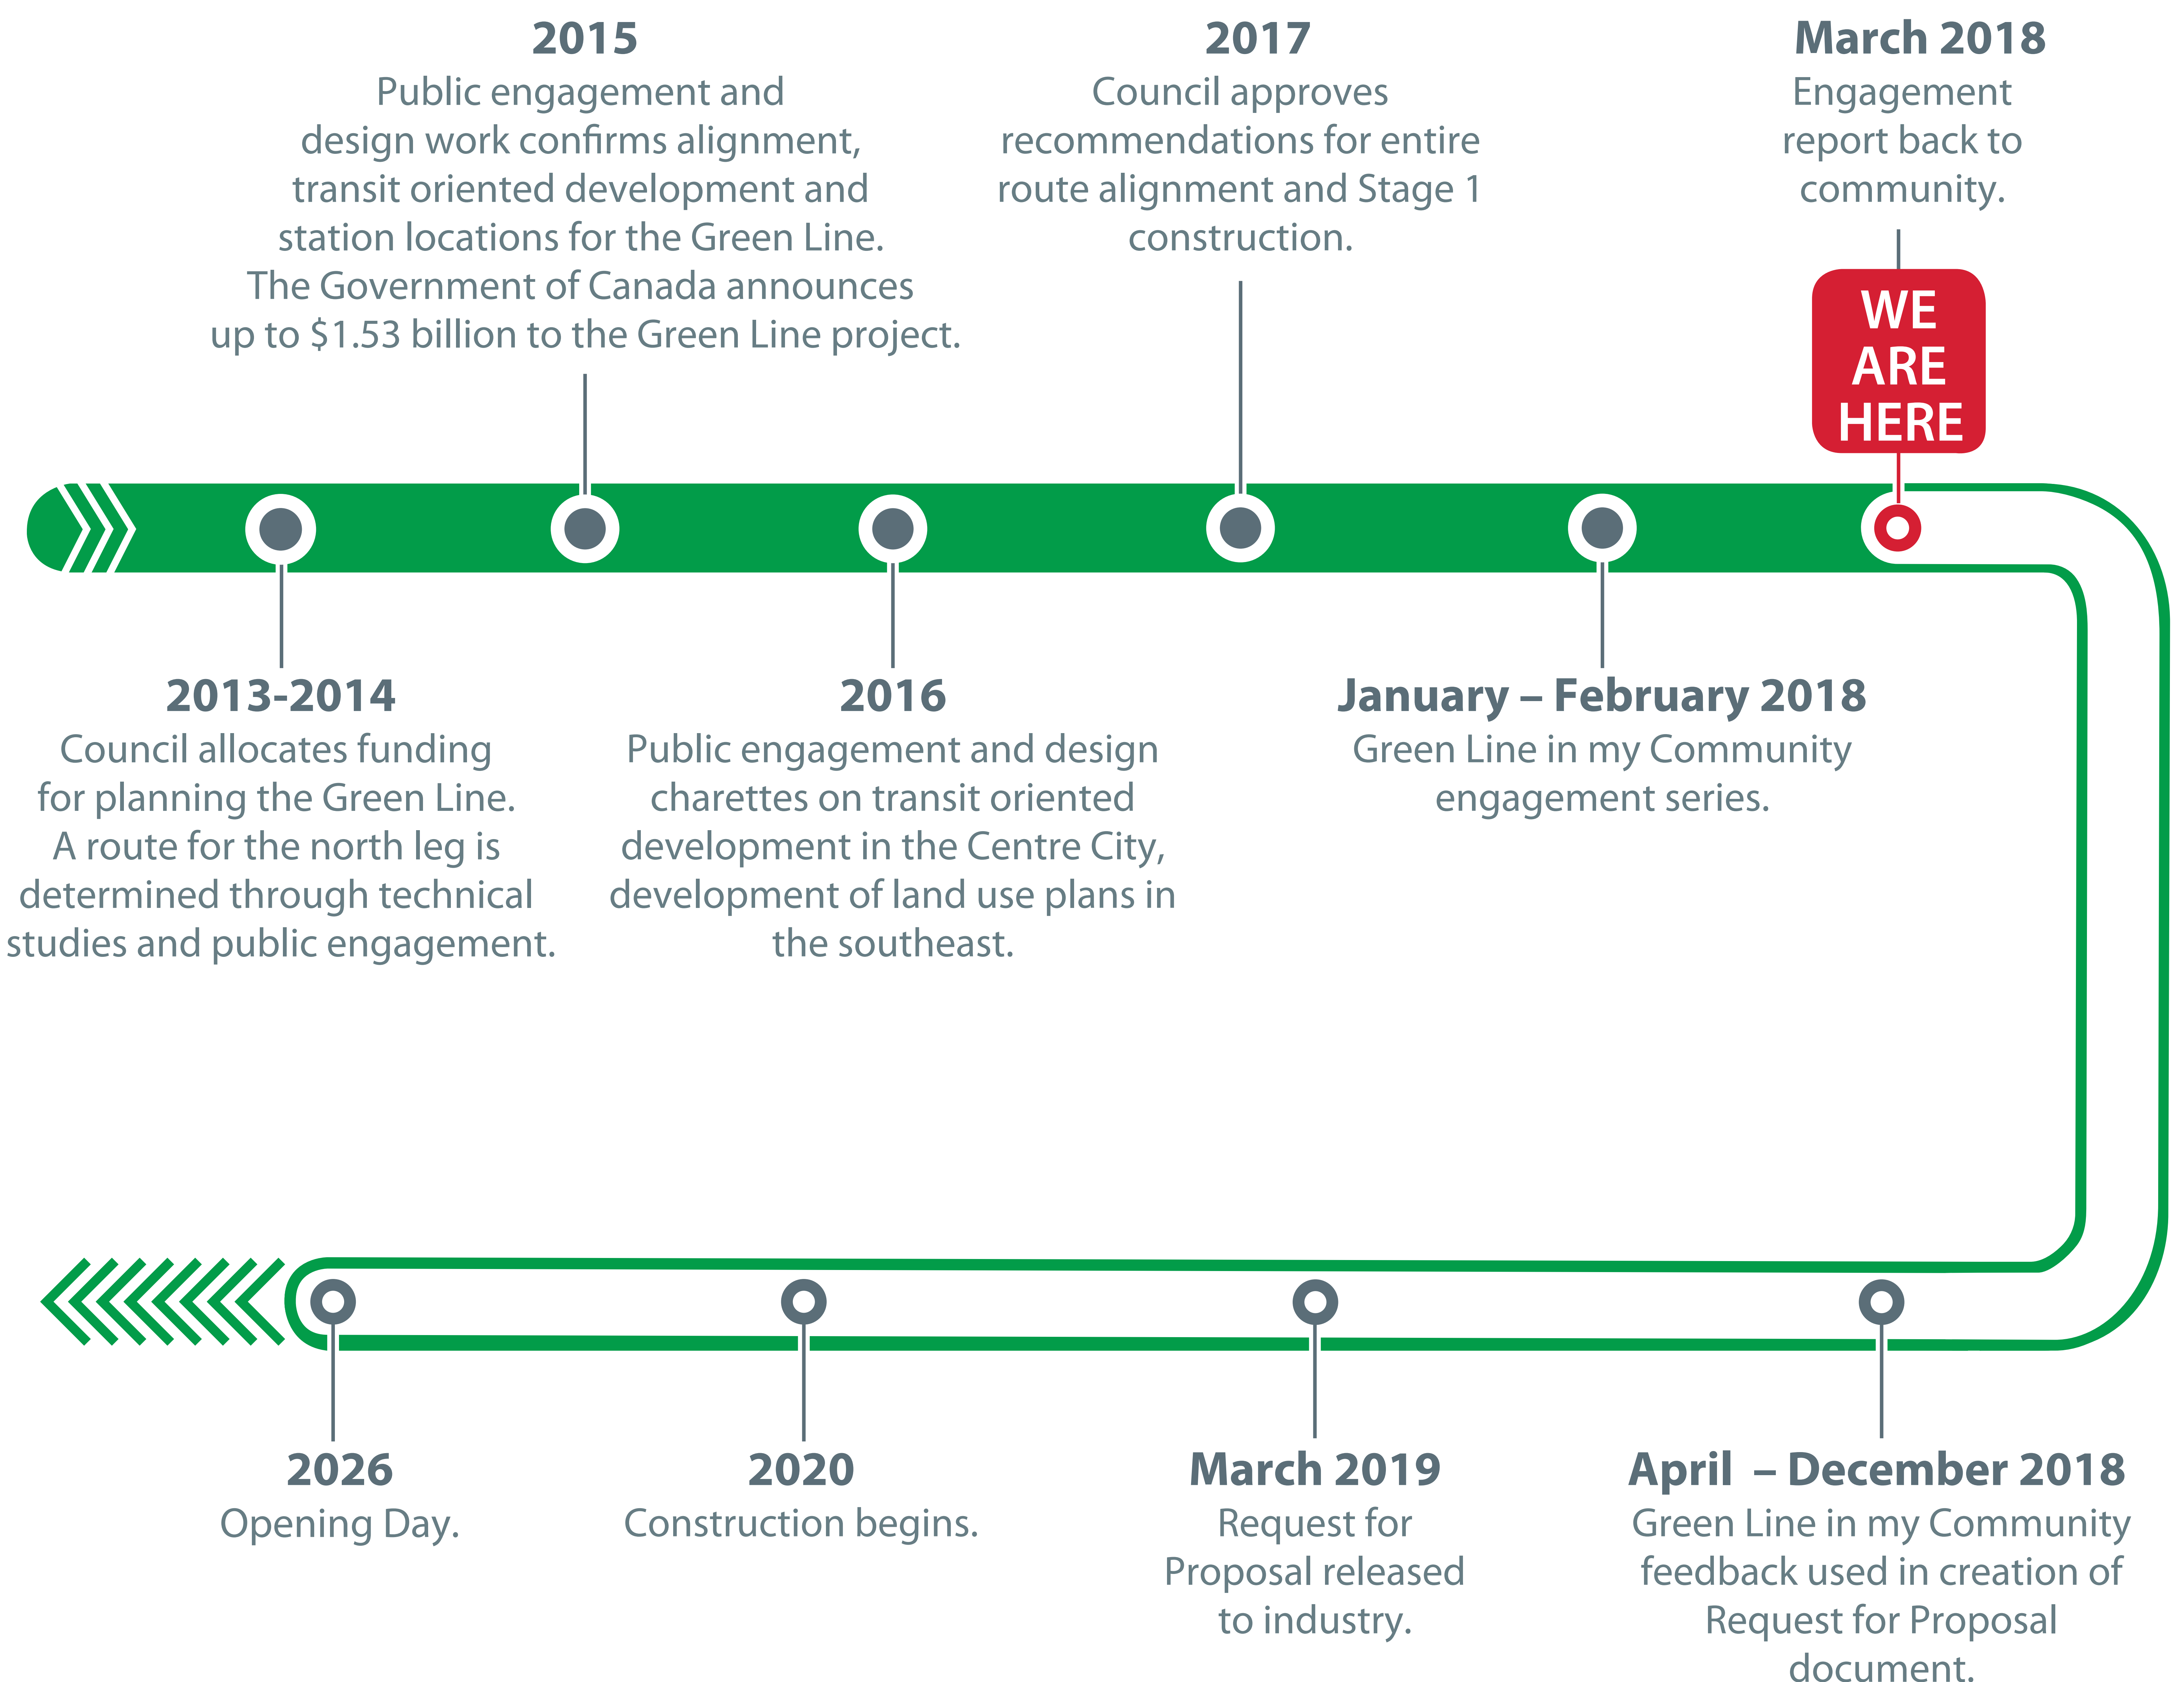 2015
Public engagement and
design work confirms alignment,
transit oriented development and
station locations for the Green Line.
The Government of Canada announces
up to $1.53 billion to the Green Line project.
2017
Council approves
recommendations for entire
route alignment and Stage 1
construction.
March 2018
Engagement
report back to
community.
WE
ARE
HERE
2013-2014
Council allocates funding
for planning the Green Line.
A route for the north leg is
determined through technical
studies and public engagement.
2016
Public engagement and design
charettes on transit oriented
development in the Centre City,
development of land use plans in
the southeast.
January – February 2018
Green Line in my Community
engagement series.
2026
Opening Day.
2020
Construction begins.
March 2019
Request for
Proposal released
to industry.
April – December 2018
Green Line in my Community
feedback used in creation of
Request for Proposal
document.